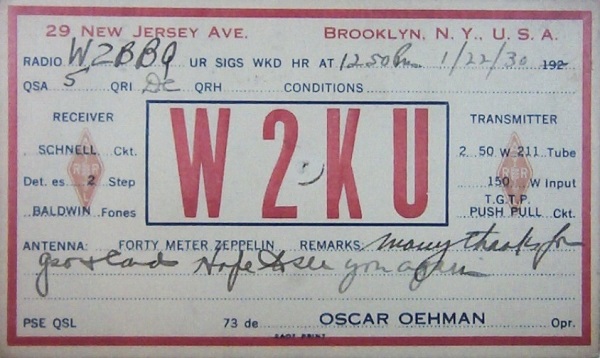 29 NEW JERSEY AVE. BROOKLYN, N. Y., U. S. A.
RADIO W2BBQ UR SIGS WKD HR AT 12 50 Pm 1/22/30 192
QSA 5 QRI DC QRH CONDITIONS
RECEIVER
SCHNELL Ckt.
Det. es 2 Step
BALDWIN Fones
W2KU
TRANSMITTER
2 50 W 211 Tube
150 W Input
T.G.T.P.
PUSH PULL Ckt.
ANTENNA: FORTY METER ZEPPELIN REMARKS: many thanks for
qso & card Hope to see you again
PSE QSL 73 de OSCAR OEHMAN Opr.